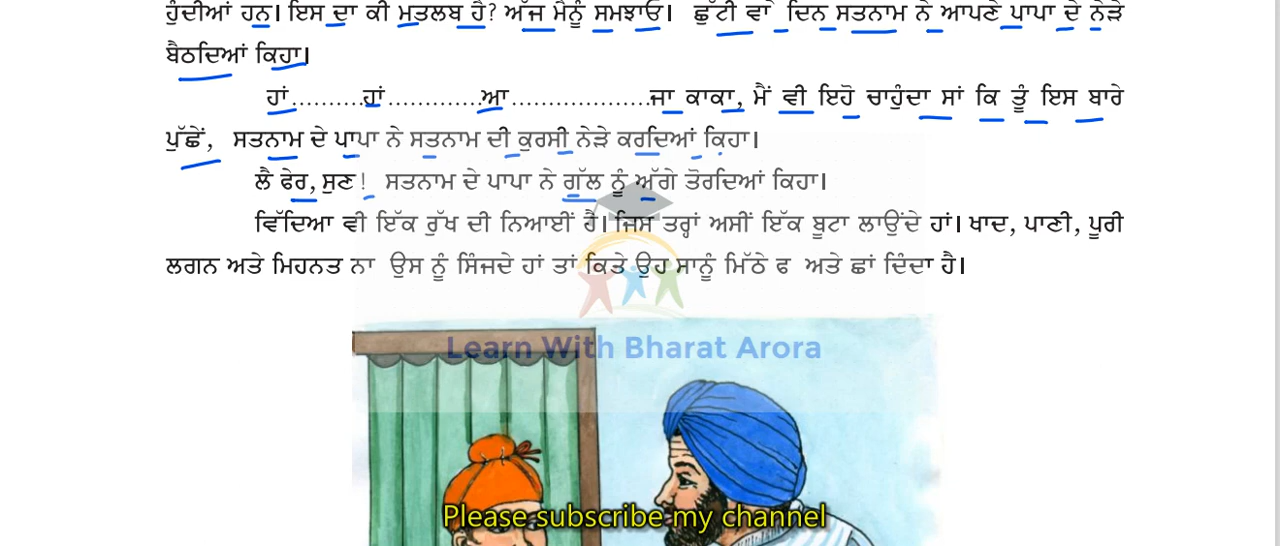 ਹੁੰਦੀਆਂ ਹਨ। ਇਸ ਦਾ ਕੀ ਮਤਲਬ ਹੈ? ਅੱਜ ਮੈਨੂੰ ਸਮਝਾਓ। ਛੁੱਟੀ ਵਾ ੇ ਦਿਨ ਸਤਨਾਮ ਨੇ ਆਪਣੇ ਪਾਪਾ ਦੇ ਨੇੜੇ
ਬੈਠਦਿਆਂ ਕਿਹਾ।
ਹਾਂ..........ਹਾਂ.............ਆ...................ਜਾ ਕਾਕਾ, ਮੈਂ ਵੀ ਇਹੋ ਚਾਹੁੰਦਾ ਸਾਂ ਕਿ ਤੂੰ ਇਸ ਬਾਰੇ
ਪੁੱਛੇਂ, ਸਤਨਾਮ ਦੇ ਪਾਪਾ ਨੇ ਸਤਨਾਮ ਦੀ ਕੁਰਸੀ ਨੇੜੇ ਕਰਦਿਆਂ ਕਿਹਾ।
ਲੈ ਫੇਰ, ਸੁਣ! ਸਤਨਾਮ ਦੇ ਪਾਪਾ ਨੇ ਗੱਲ ਨੂੰ ਅੱਗੇ ਤੋਰਦਿਆਂ ਕਿਹਾ।
ਵਿੱਦਿਆ ਵੀ ਇੱਕ ਰੁੱਖ ਦੀ ਨਿਆਈਂ ਹੈ। ਜਿਸ ਤਰ੍ਹਾਂ ਅਸੀਂ ਇੱਕ ਬੂਟਾ ਲਾਉਂਦੇ ਹਾਂ। ਖਾਦ, ਪਾਣੀ, ਪੂਰੀ
ਲਗਨ ਅਤੇ ਮਿਹਨਤ ਨਾ ਉਸ ਨੂੰ ਸਿੰਜਦੇ ਹਾਂ ਤਾਂ ਕਿਤੇ ਉਹ ਸਾਨੂੰ ਮਿੱਠੇ ਫ ਅਤੇ ਛਾਂ ਦਿੰਦਾ ਹੈ।
Learn With Bharat Arora
Please subscribe my channel